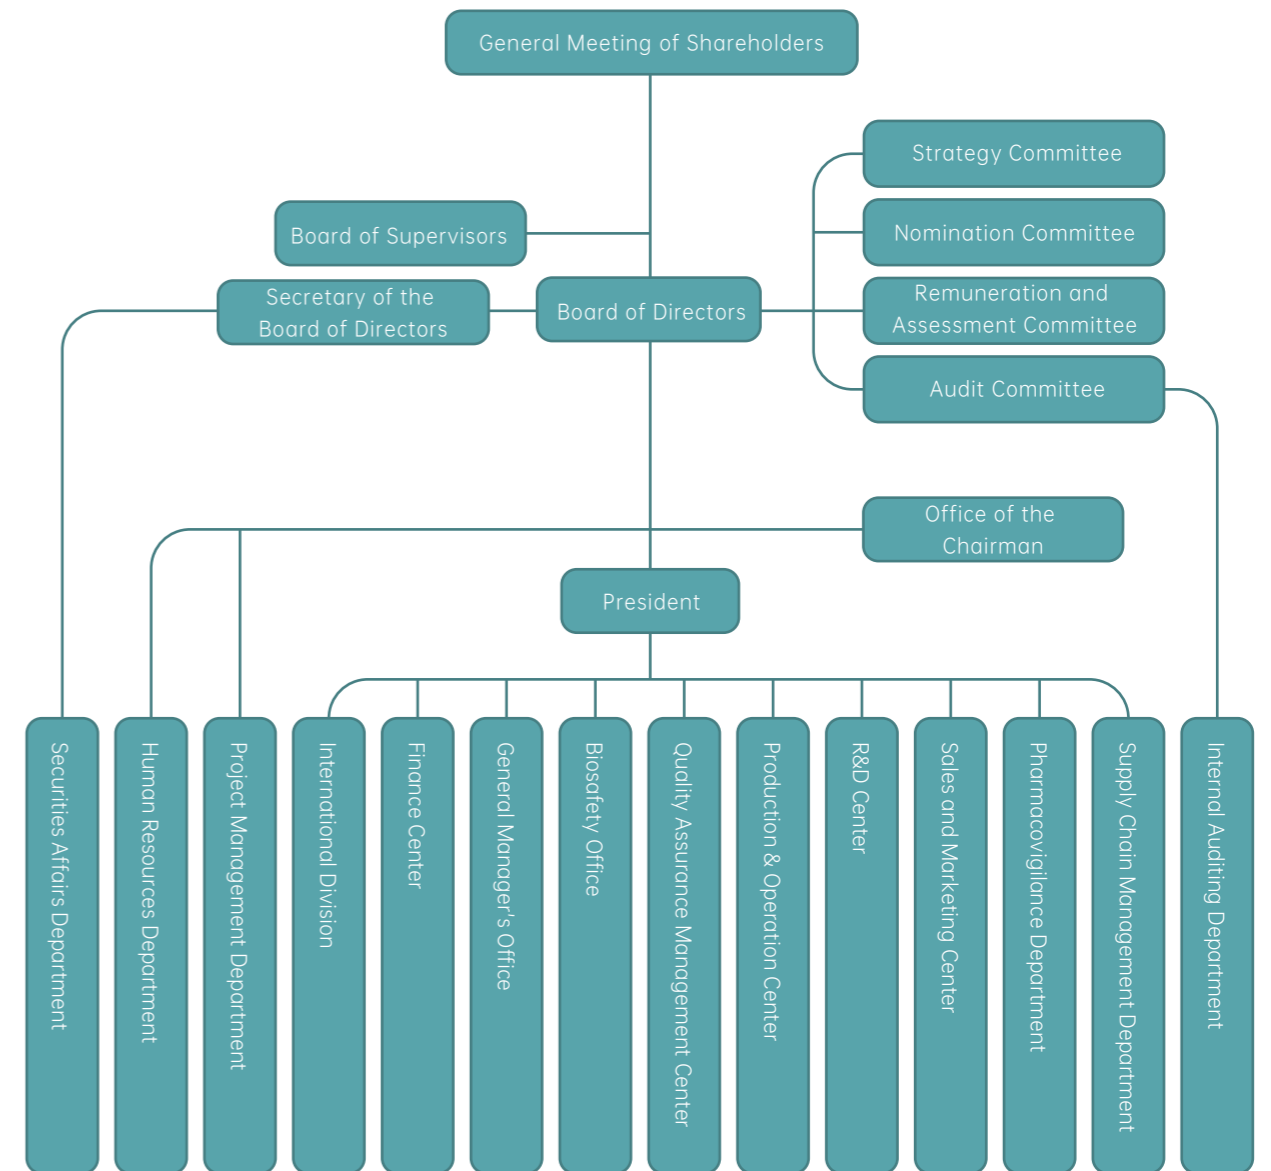 General Meeting of Shareholders
Strategy Committee
Board of Supervisors
Nomination Committee
Secretary of the
Board of Directors
Board of Directors
Remuneration and
Assessment Committee
Audit Committee
Office of the
Chairman
President
Securities Affairs Department
Human Resources Department
Project Management Department
International Division
Finance Center
General Manager's Office
Biosafety Office
Quality Assurance Management Center
Production & Operation Center
R&D Center
Sales and Marketing Center
Pharmacovigilance Department
Supply Chain Management Department
Internal Auditing Department